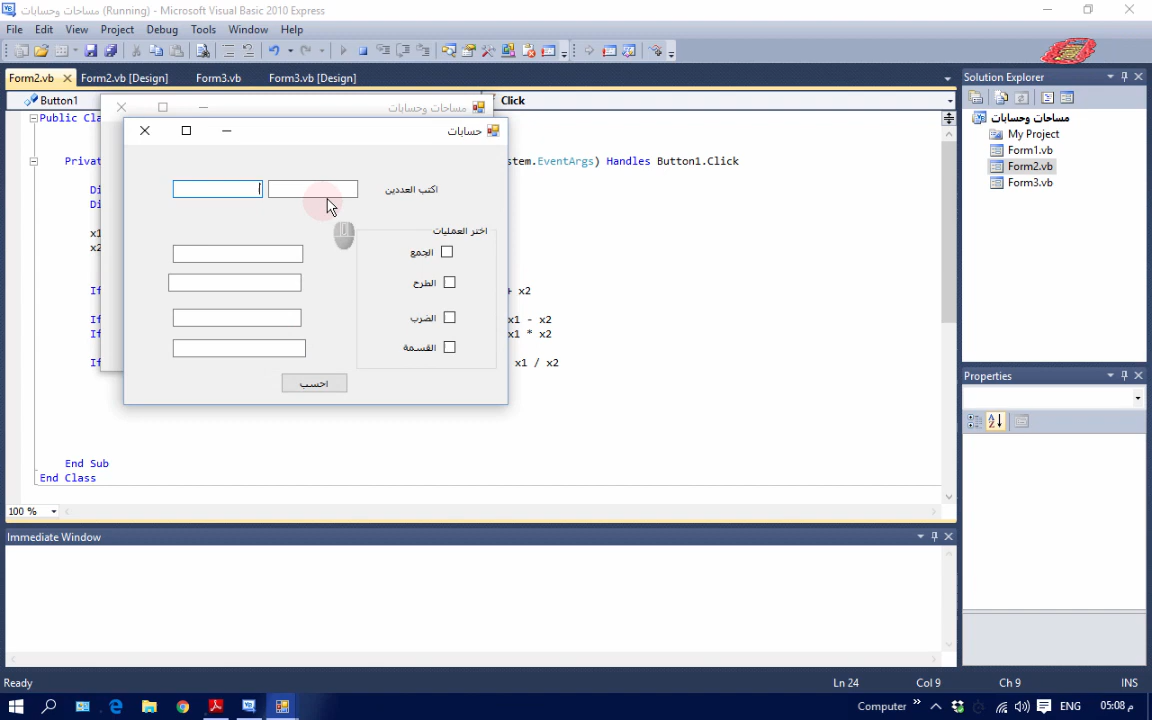 مساحات وحسابات (Running) - Microsoft Visual Basic 2010 Express
File Edit View Project Debug Tools Window Help
Form2.vb Form2.vb [Design] Form3.vb Form3.vb [Design]
Button1
Click
Public Cla
Private
stem.EventArgs) Handles Button1.Click
Di
Di
x1
x2
If
+ x2
If
x1 - x2
If
x1 * x2
If
x1 / x2
End Sub
End Class
مساحات وحسابات
حسابات
اكتب العددين
اختر العمليات
الجمع
الطرح
الضرب
القسمة
احسب
100 %
Immediate Window
Solution Explorer
مساحات وحسابات
My Project
Form1.vb
Form2.vb
Form3.vb
Properties
Ready
Ln 24 Col 9 Ch 9 INS
Computer » ENG 05:08 م